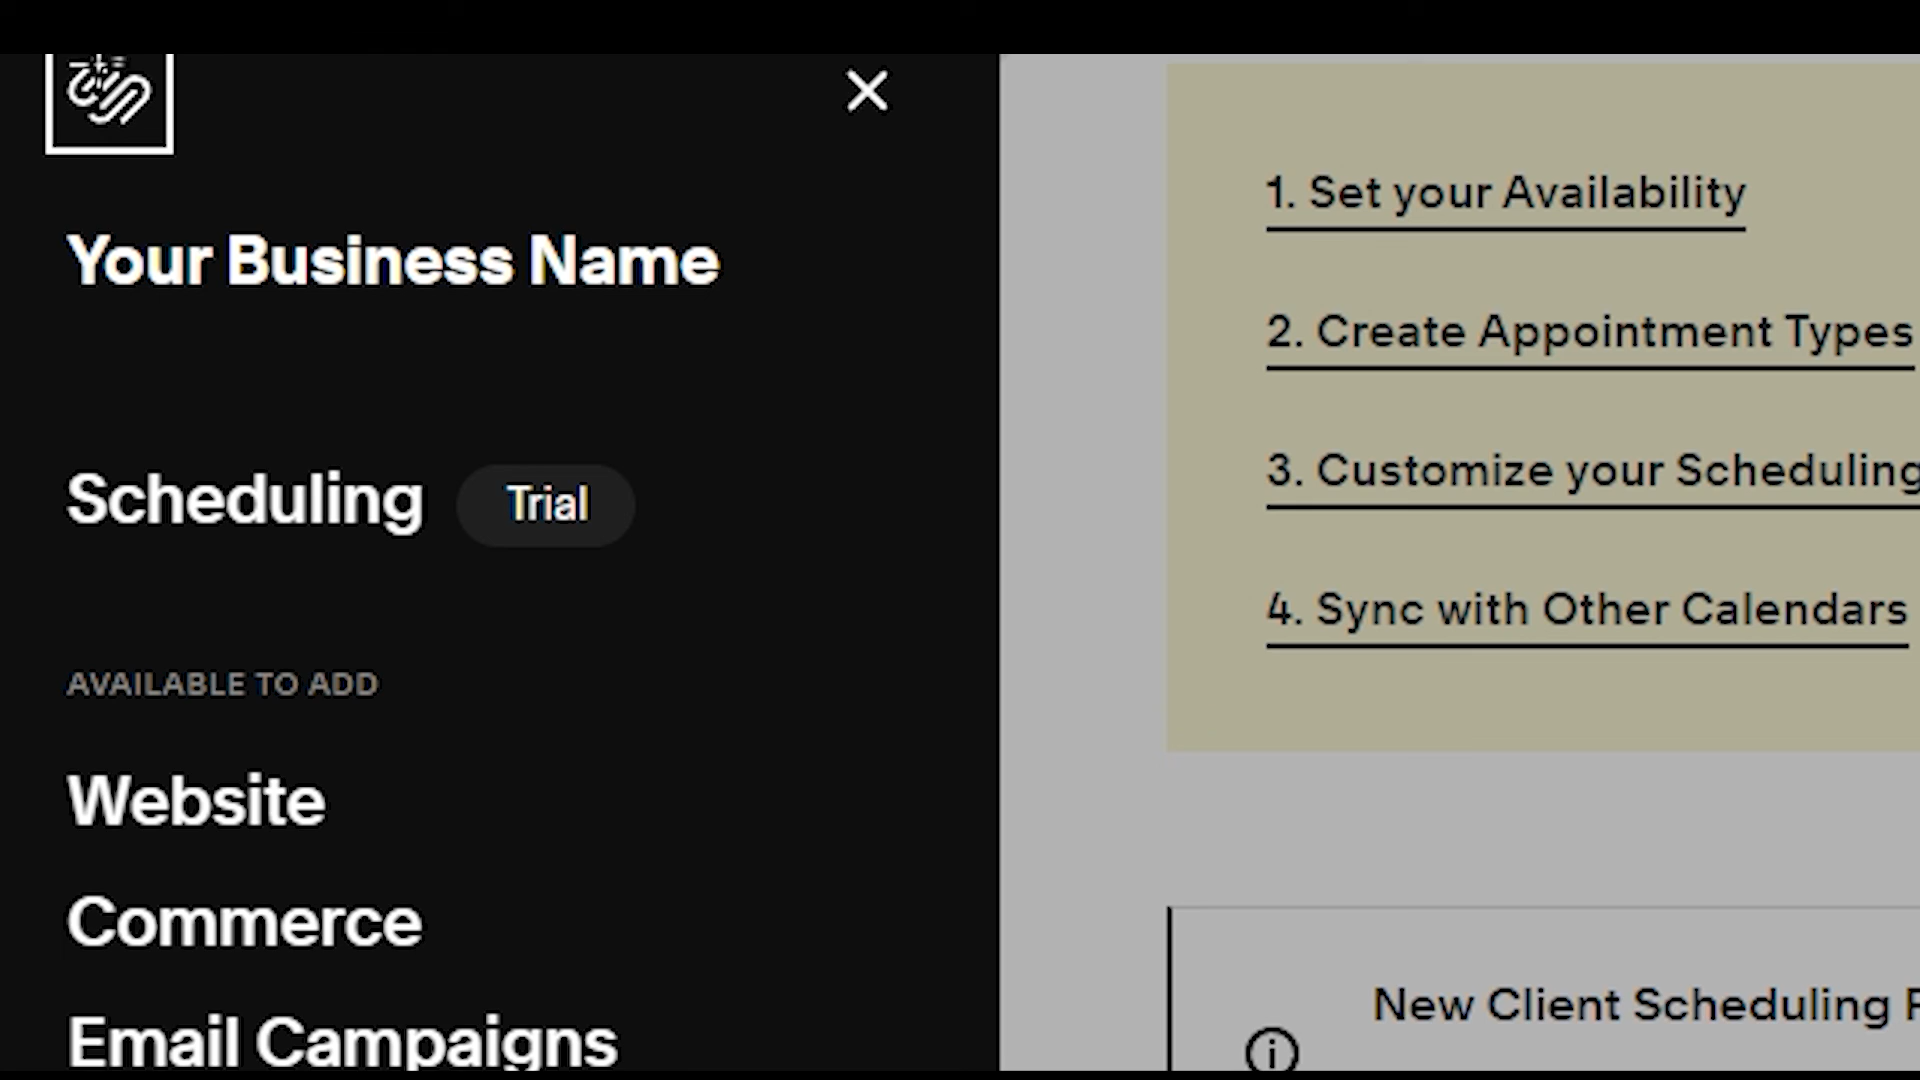 Your Business Name
Scheduling Trial
AVAILABLE TO ADD
Website
Commerce
Email Campaigns
1. Set your Availability
2. Create Appointment Types
3. Customize your Scheduling
4. Sync with Other Calendars
New Client Scheduling